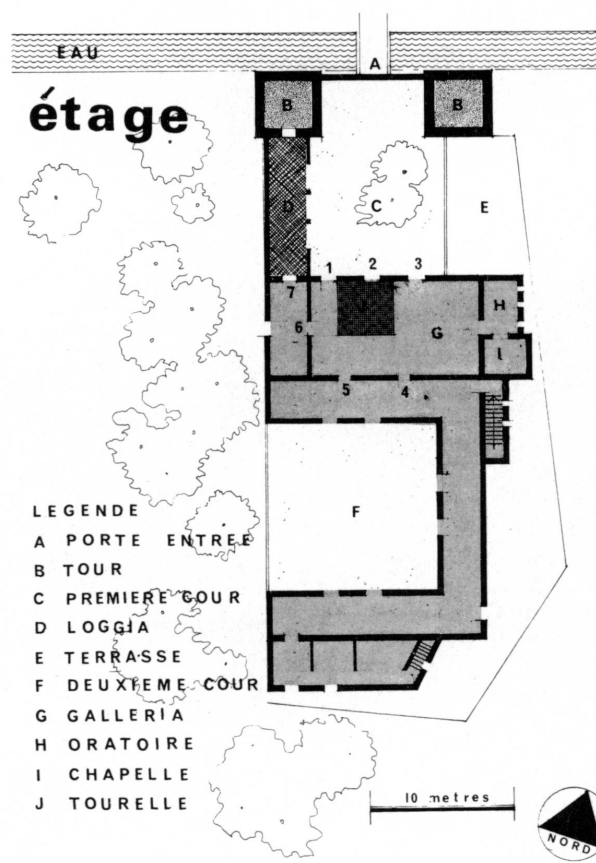 EAU
A
étage
B
B
D
C
E
1
2
3
7
H
6
G
I
5
4
F
LEGENDE
A PORTE ENTREE
B TOUR
C PREMIERE COUR
D LOGGIA
E TERRASSE
F DEUXIEME COUR
G GALLERIA
H ORATOIRE
I CHAPELLE
J TOURELLE
10 metres
NORD